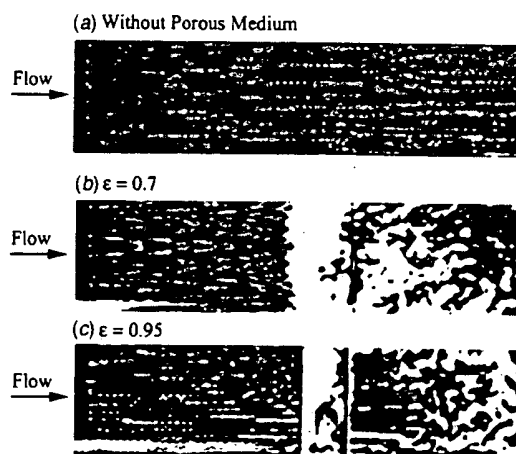 (a) Without Porous Medium
Flow
(b) ε = 0.7
Flow
(c) ε = 0.95
Flow